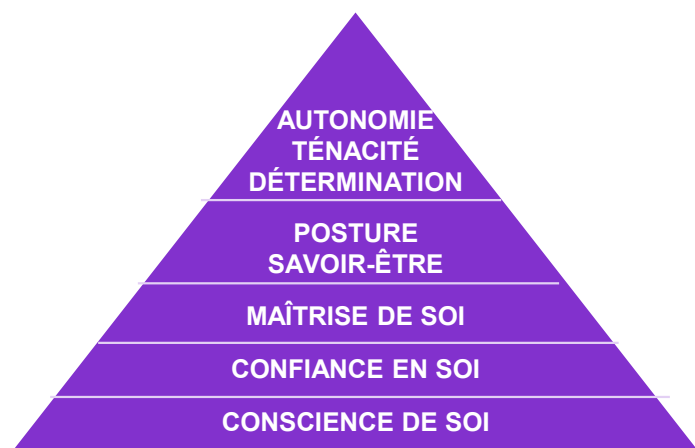 AUTONOMIE
TÉNACITÉ
DÉTERMINATION
POSTURE
SAVOIR-ÊTRE
MAÎTRISE DE SOI
CONFIANCE EN SOI
CONSCIENCE DE SOI